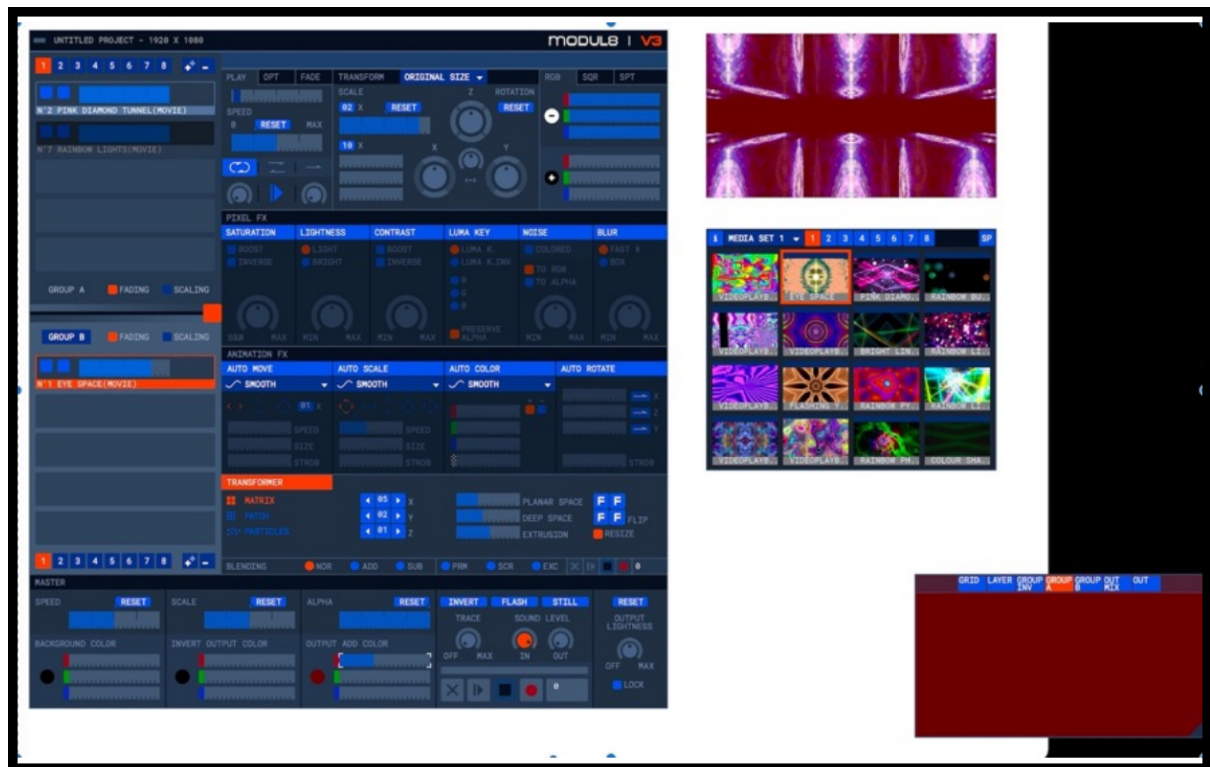 UNTITLED PROJECT - 1920 X 1080
MODUL8 | V3
1 2 3 4 5 6 7 8
N°2 PINK DIAMOND TUNNEL(MOVIE)
N°7 RAINBOW LIGHTS(MOVIE)
GROUP A FADING SCALING
GROUP B FADING SCALING
N°1 EYE SPACE(MOVIE)
1 2 3 4 5 6 7 8
PLAY OPT FADE TRANSFORM ORIGINAL SIZE RGB SQR SPT
SCALE Z ROTATION
02 X RESET RESET
SPEED
0 RESET MAX
10 X
X Y
PIXEL FX
SATURATION LIGHTNESS CONTRAST LUMA KEY NOISE BLUR
BOOST LIGHT BOOST LUMA K. COLORED FAST X
INVERSE BRIGHT INVERSE LUMA K.INV BOX
TO RGB
R TO ALPHA
G
B
PRESERVE
B&W MAX MIN MAX MIN MAX ALPHA MIN MAX MIN MAX
ANIMATION FX
AUTO MOVE AUTO SCALE AUTO COLOR AUTO ROTATE
SMOOTH SMOOTH SMOOTH
01 X - + X
Z
SPEED SPEED Y
SIZE SIZE
STROB STROB STROB
TRANSFORMER
MATRIX 05 X PLANAR SPACE F F
PATCH 02 Y DEEP SPACE F F FLIP
PARTICLES 01 Z EXTRUSION RESIZE
BLENDING NOR ADD SUB PRM SCR EXC 0
MASTER
SPEED RESET SCALE RESET ALPHA RESET INVERT FLASH STILL RESET
TRACE SOUND LEVEL OUTPUT
LIGHTNESS
BACKGROUND COLOR INVERT OUTPUT COLOR OUTPUT ADD COLOR
OFF MAX IN OUT OFF MAX
0 LOCK
i MEDIA SET 1 1 2 3 4 5 6 7 8 SP
VIDEOPLAYB.. EYE SPACE PINK DIAMO.. RAINBOW BU..
VIDEOPLAYB.. VIDEOPLAYB.. BRIGHT LIN.. RAINBOW LI..
VIDEOPLAYB.. FLASHING Y.. RAINBOW PY.. RAINBOW LI..
VIDEOPLAYB.. VIDEOPLAYB.. RAINBOW PH.. COLOUR SHA..
GRID LAYER GROUP GROUP GROUP OUT OUT
INV A B MIX